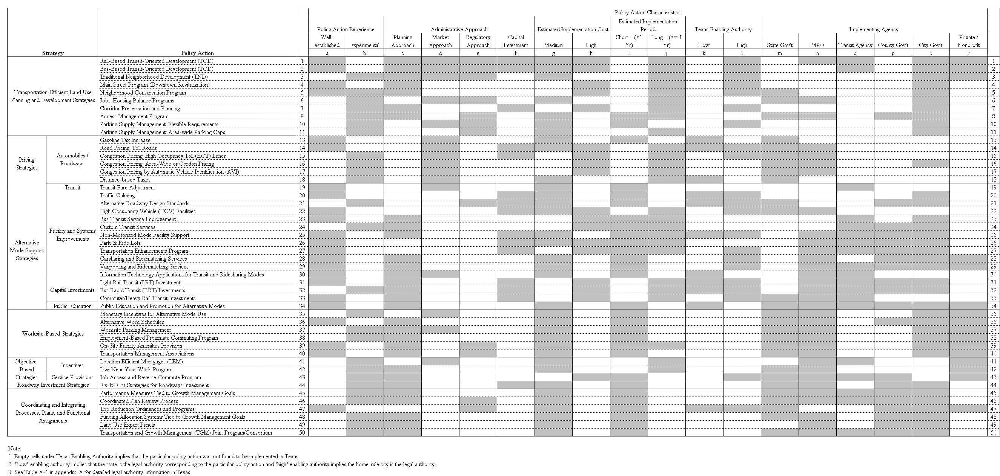 Policy Action Characteristics
Estimated Implementation
Policy Action Experience Administrative Approach Estimated Implementation Cost Period Texas Enabling Authority Implementing Agency
Well- Planning Market Regulatory Capital Short (<1 Long (>= 1 Private /
established Experimental Approach Approach Approach Investment Medium High Yr) Yr) Low High State Gov't MPO Transit Agency County Gov't City Gov't Nonprofit
Strategy Policy Action a b c d e f g h i j k l m n o p q r
Rail-Based Transit-Oriented Development (TOD) 1 1
Bus-Based Transit-Oriented Development (TOD) 2 2
Traditional Neighborhood Development (TND) 3 3
Main Street Program (Downtown Revitalization) 4 4
Transportation-Efficient Land Use
Planning and Development Strategies
Neighborhood Conservation Program 5 5
Jobs-Housing Balance Programs 6 6
Corridor Preservation and Planning 7 7
Access Management Program 8 8
Parking Supply Management: Flexible Requirements 10 10
Parking Supply Management: Area-wide Parking Caps 11 11
Pricing
Strategies
Automobiles /
Roadways
Gasoline Tax Increase 13 13
Road Pricing: Toll Roads 14 14
Congestion Pricing: High Occupancy Toll (HOT) Lanes 15 15
Congestion Pricing: Area-Wide or Cordon Pricing 16 16
Congestion Pricing by Automatic Vehicle Identification (AVI) 17 17
Distance-based Taxes 18 18
Transit Transit Fare Adjustment 19 19
Alternative
Mode Support
Strategies
Facility and Systems
Improvements
Traffic Calming 20 20
Alternative Roadway Design Standards 21 21
High Occupancy Vehicle (HOV) Facilities 22 22
Bus Transit Service Improvement 23 23
Custom Transit Services 24 24
Non-Motorized Mode Facility Support 25 25
Park & Ride Lots 26 26
Transportation Enhancements Program 27 27
Carsharing and Ridematching Services 28 28
Vanpooling and Ridematching Services 29 29
Information Technology Applications for Transit and Ridesharing Modes 30 30
Capital Investments
Light Rail Transit (LRT) Investments 31 31
Bus Rapid Transit (BRT) Investments 32 32
Commuter/Heavy Rail Transit Investments 33 33
Public Education Public Education and Promotion for Alternative Modes 34 34
Worksite-Based Strategies
Monetary Incentives for Alternative Mode Use 35 35
Alternative Work Schedules 36 36
Worksite Parking Management 37 37
Employment-Based Proximate Commuting Program 38 38
On-Site Facility Amenities Provision 39 39
Transportation Management Associations 40 40
Objective-
Based
Strategies
Incentives
Location Efficient Mortgages (LEM) 41 41
Live Near Your Work Program 42 42
Service Provisions Job Access and Reverse Commute Program 43 43
Roadway Investment Strategies Fix-It-First Strategies for Roadways Investment 44 44
Coordinating and Integrating
Processes, Plans, and Functional
Assignments
Performance Measures Tied to Growth Management Goals 45 45
Coordinated Plan Review Process 46 46
Trip Reduction Ordinances and Programs 47 47
Funding Allocation Systems Tied to Growth Management Goals 48 48
Land Use Expert Panels 49 49
Transportation and Growth Management (TGM) Joint Program/Consortium 50 50
Note:
1. Empty cells under Texas Enabling Authority implies that the particular policy action was not found to be implemented in Texas
2. "Low" enabling authority implies that the state is the legal authority corresponding to the particular policy action and "high" enabling authority implies the home-rule city is the legal authority.
3. See Table A-1 in appendix A for detailed legal authority information in Texas